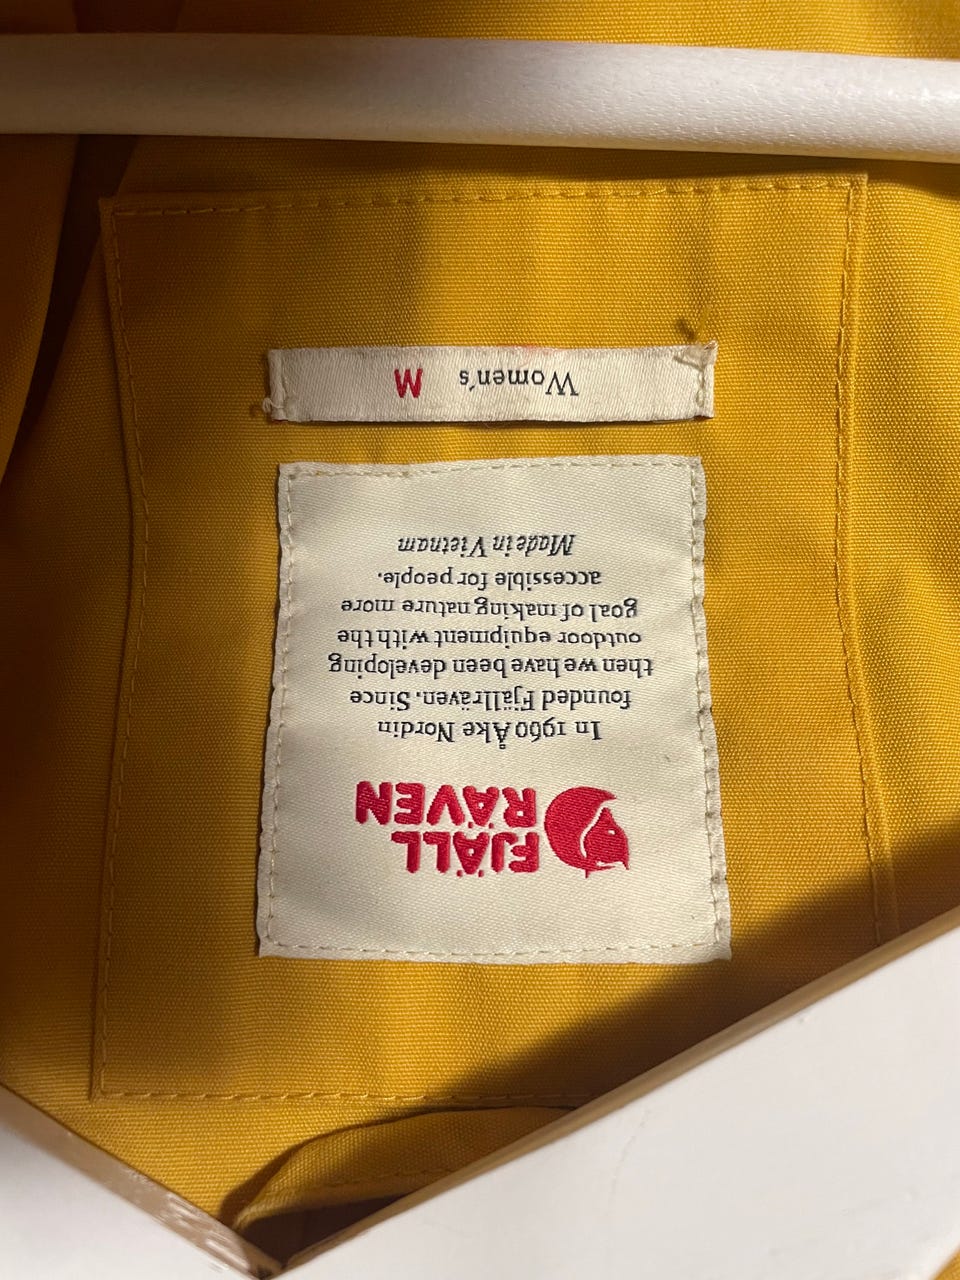 FJÄLL
RÄVEN
In 1960 Åke Nordin
founded Fjällräven. Since
then we have been developing
outdoor equipment with the
goal of making nature more
accessible for people.
Made in Vietnam
Women's M